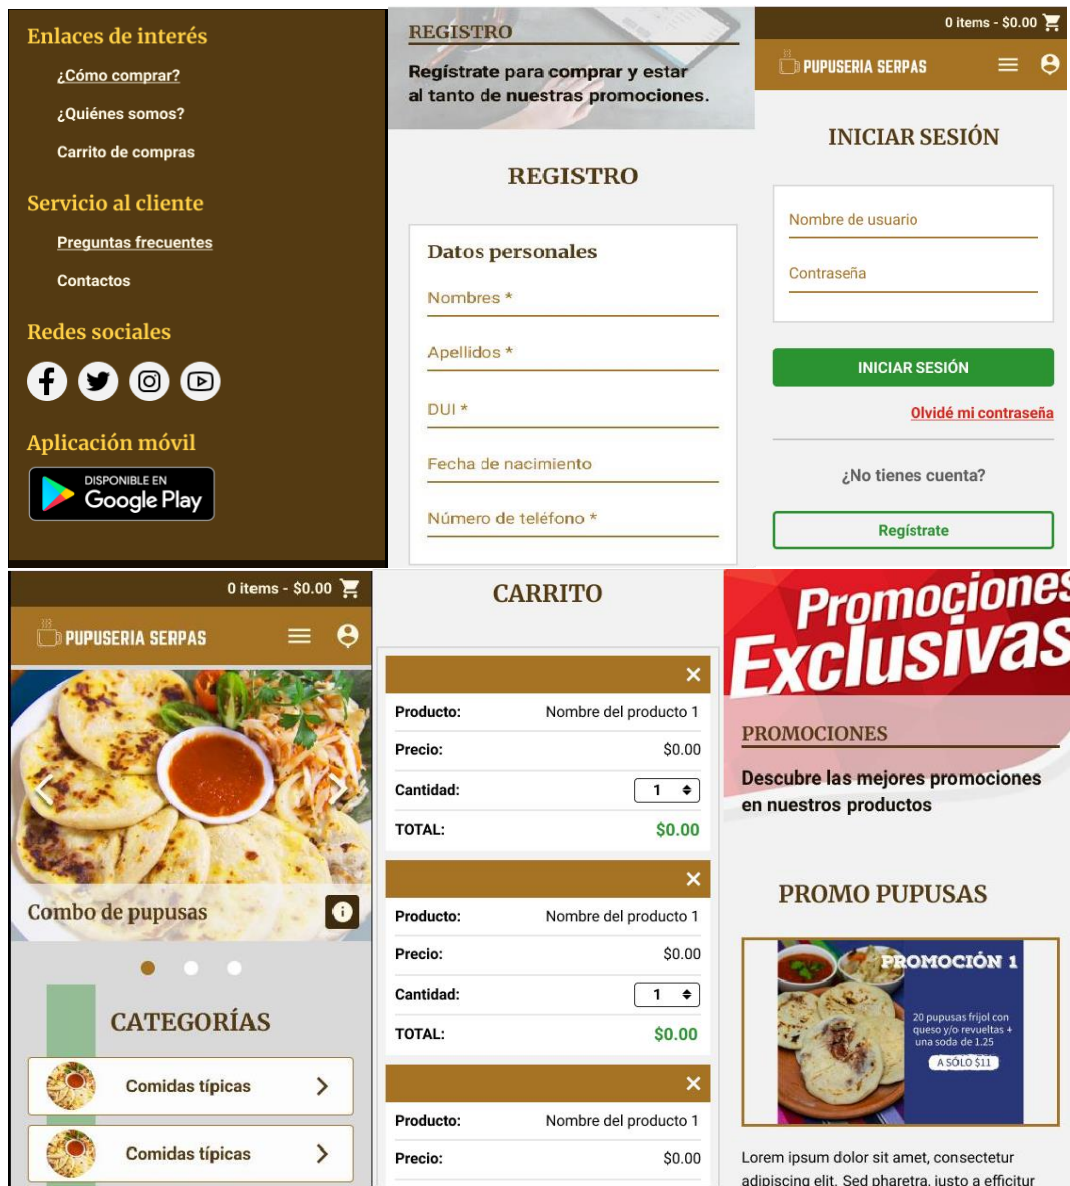 Enlaces de interés
¿Cómo comprar?
¿Quiénes somos?
Carrito de compras
Servicio al cliente
Preguntas frecuentes
Contactos
Redes sociales
Aplicación móvil
DISPONIBLE EN
Google Play
REGISTRO
Regístrate para comprar y estar
al tanto de nuestras promociones.
REGISTRO
Datos personales
Nombres *
Apellidos *
DUI *
Fecha de nacimiento
Número de teléfono *
0 items - $0.00
PUPUSERIA SERPAS
INICIAR SESIÓN
Nombre de usuario
Contraseña
INICIAR SESIÓN
Olvidé mi contraseña
¿No tienes cuenta?
Regístrate
0 items - $0.00
PUPUSERIA SERPAS
Combo de pupusas
CATEGORÍAS
Comidas típicas
Comidas típicas
CARRITO
Producto: Nombre del producto 1
Precio: $0.00
Cantidad: 1
TOTAL: $0.00
Producto: Nombre del producto 1
Precio: $0.00
Cantidad: 1
TOTAL: $0.00
Producto: Nombre del producto 1
Precio: $0.00
Promociones
Exclusivas
PROMOCIONES
Descubre las mejores promociones
en nuestros productos
PROMO PUPUSAS
PROMOCIÓN 1
20 pupusas frijol con
queso y/o revueltas +
una soda de 1.25
A SÓLO $11
Lorem ipsum dolor sit amet, consectetur
adipiscing elit. Sed pharetra, justo a efficitur